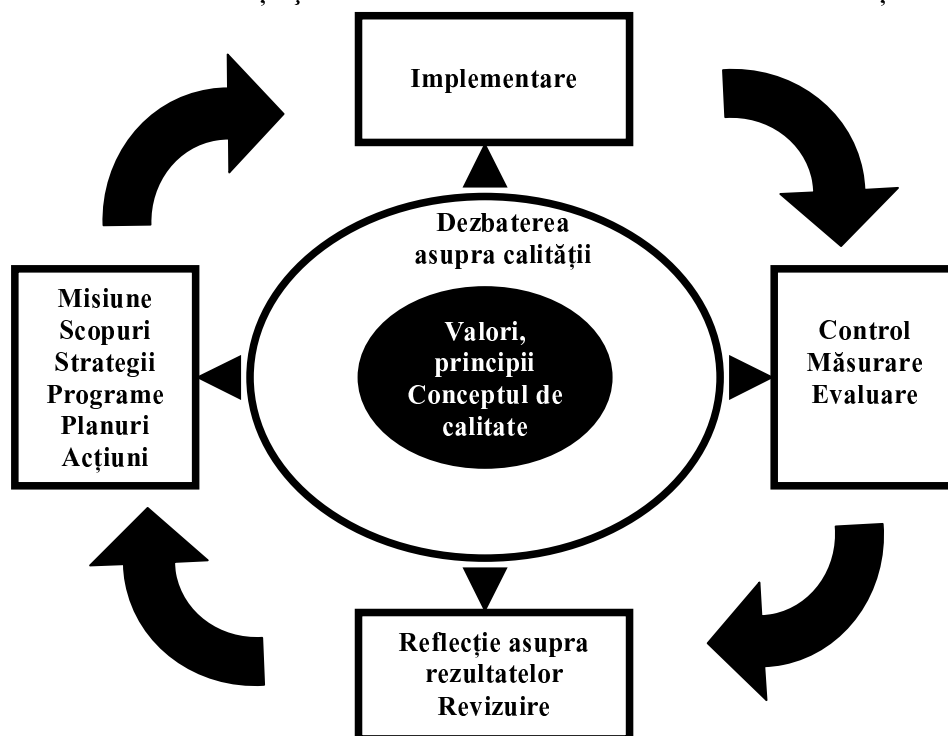 Implementare
Dezbaterea
asupra calității
Misiune
Scopuri
Strategii
Programe
Planuri
Acțiuni
Valori,
principii
Conceptul de
calitate
Control
Măsurare
Evaluare
Reflecție asupra
rezultatelor
Revizuire